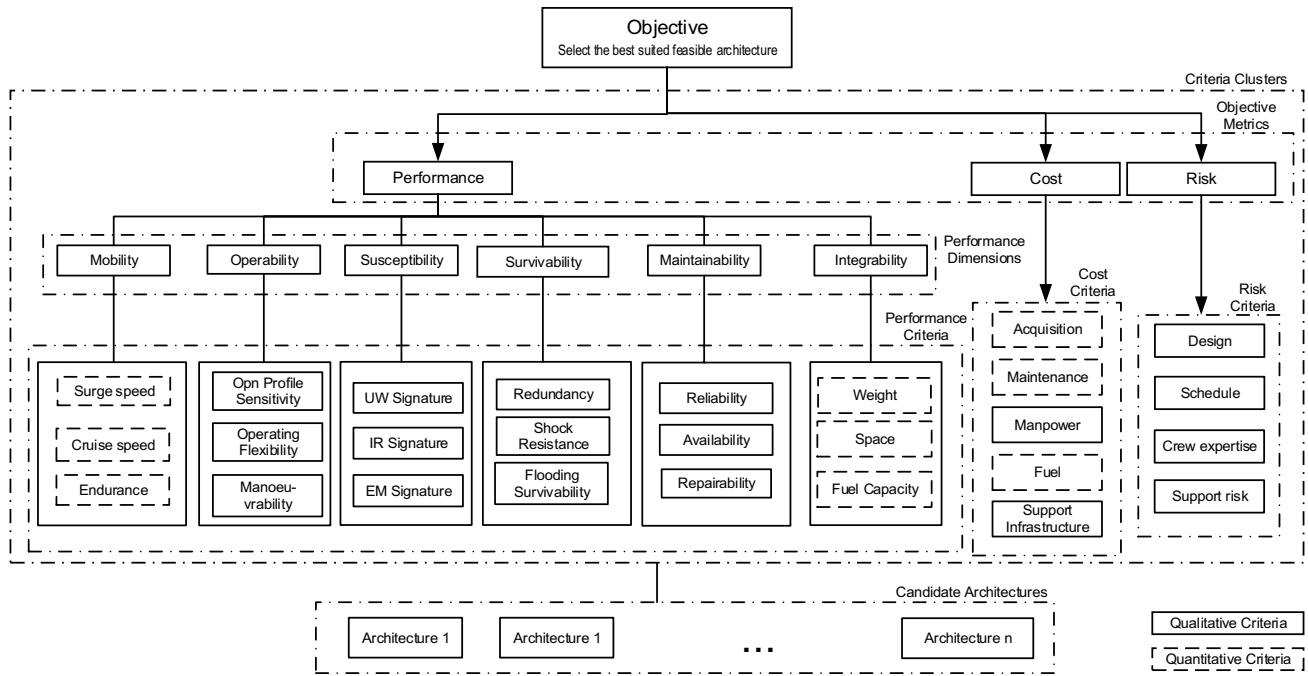 Objective
Select the best suited feasible architecture
Criteria Clusters
Objective
Metrics
Performance
Cost
Risk
Performance
Dimensions
Mobility
Operability
Susceptibility
Survivability
Maintainability
Integrability
Cost
Criteria
Risk
Criteria
Performance
Criteria
Surge speed
Cruise speed
Endurance
Opn Profile
Sensitivity
Operating
Flexibility
Manoeu-
vrability
UW Signature
IR Signature
EM Signature
Redundancy
Shock
Resistance
Flooding
Survivability
Reliability
Availability
Repairability
Weight
Space
Fuel Capacity
Acquisition
Maintenance
Manpower
Fuel
Support
Infrastructure
Design
Schedule
Crew expertise
Support risk
Candidate Architectures
Architecture 1
Architecture 1
...
Architecture n
Qualitative Criteria
Quantitative Criteria